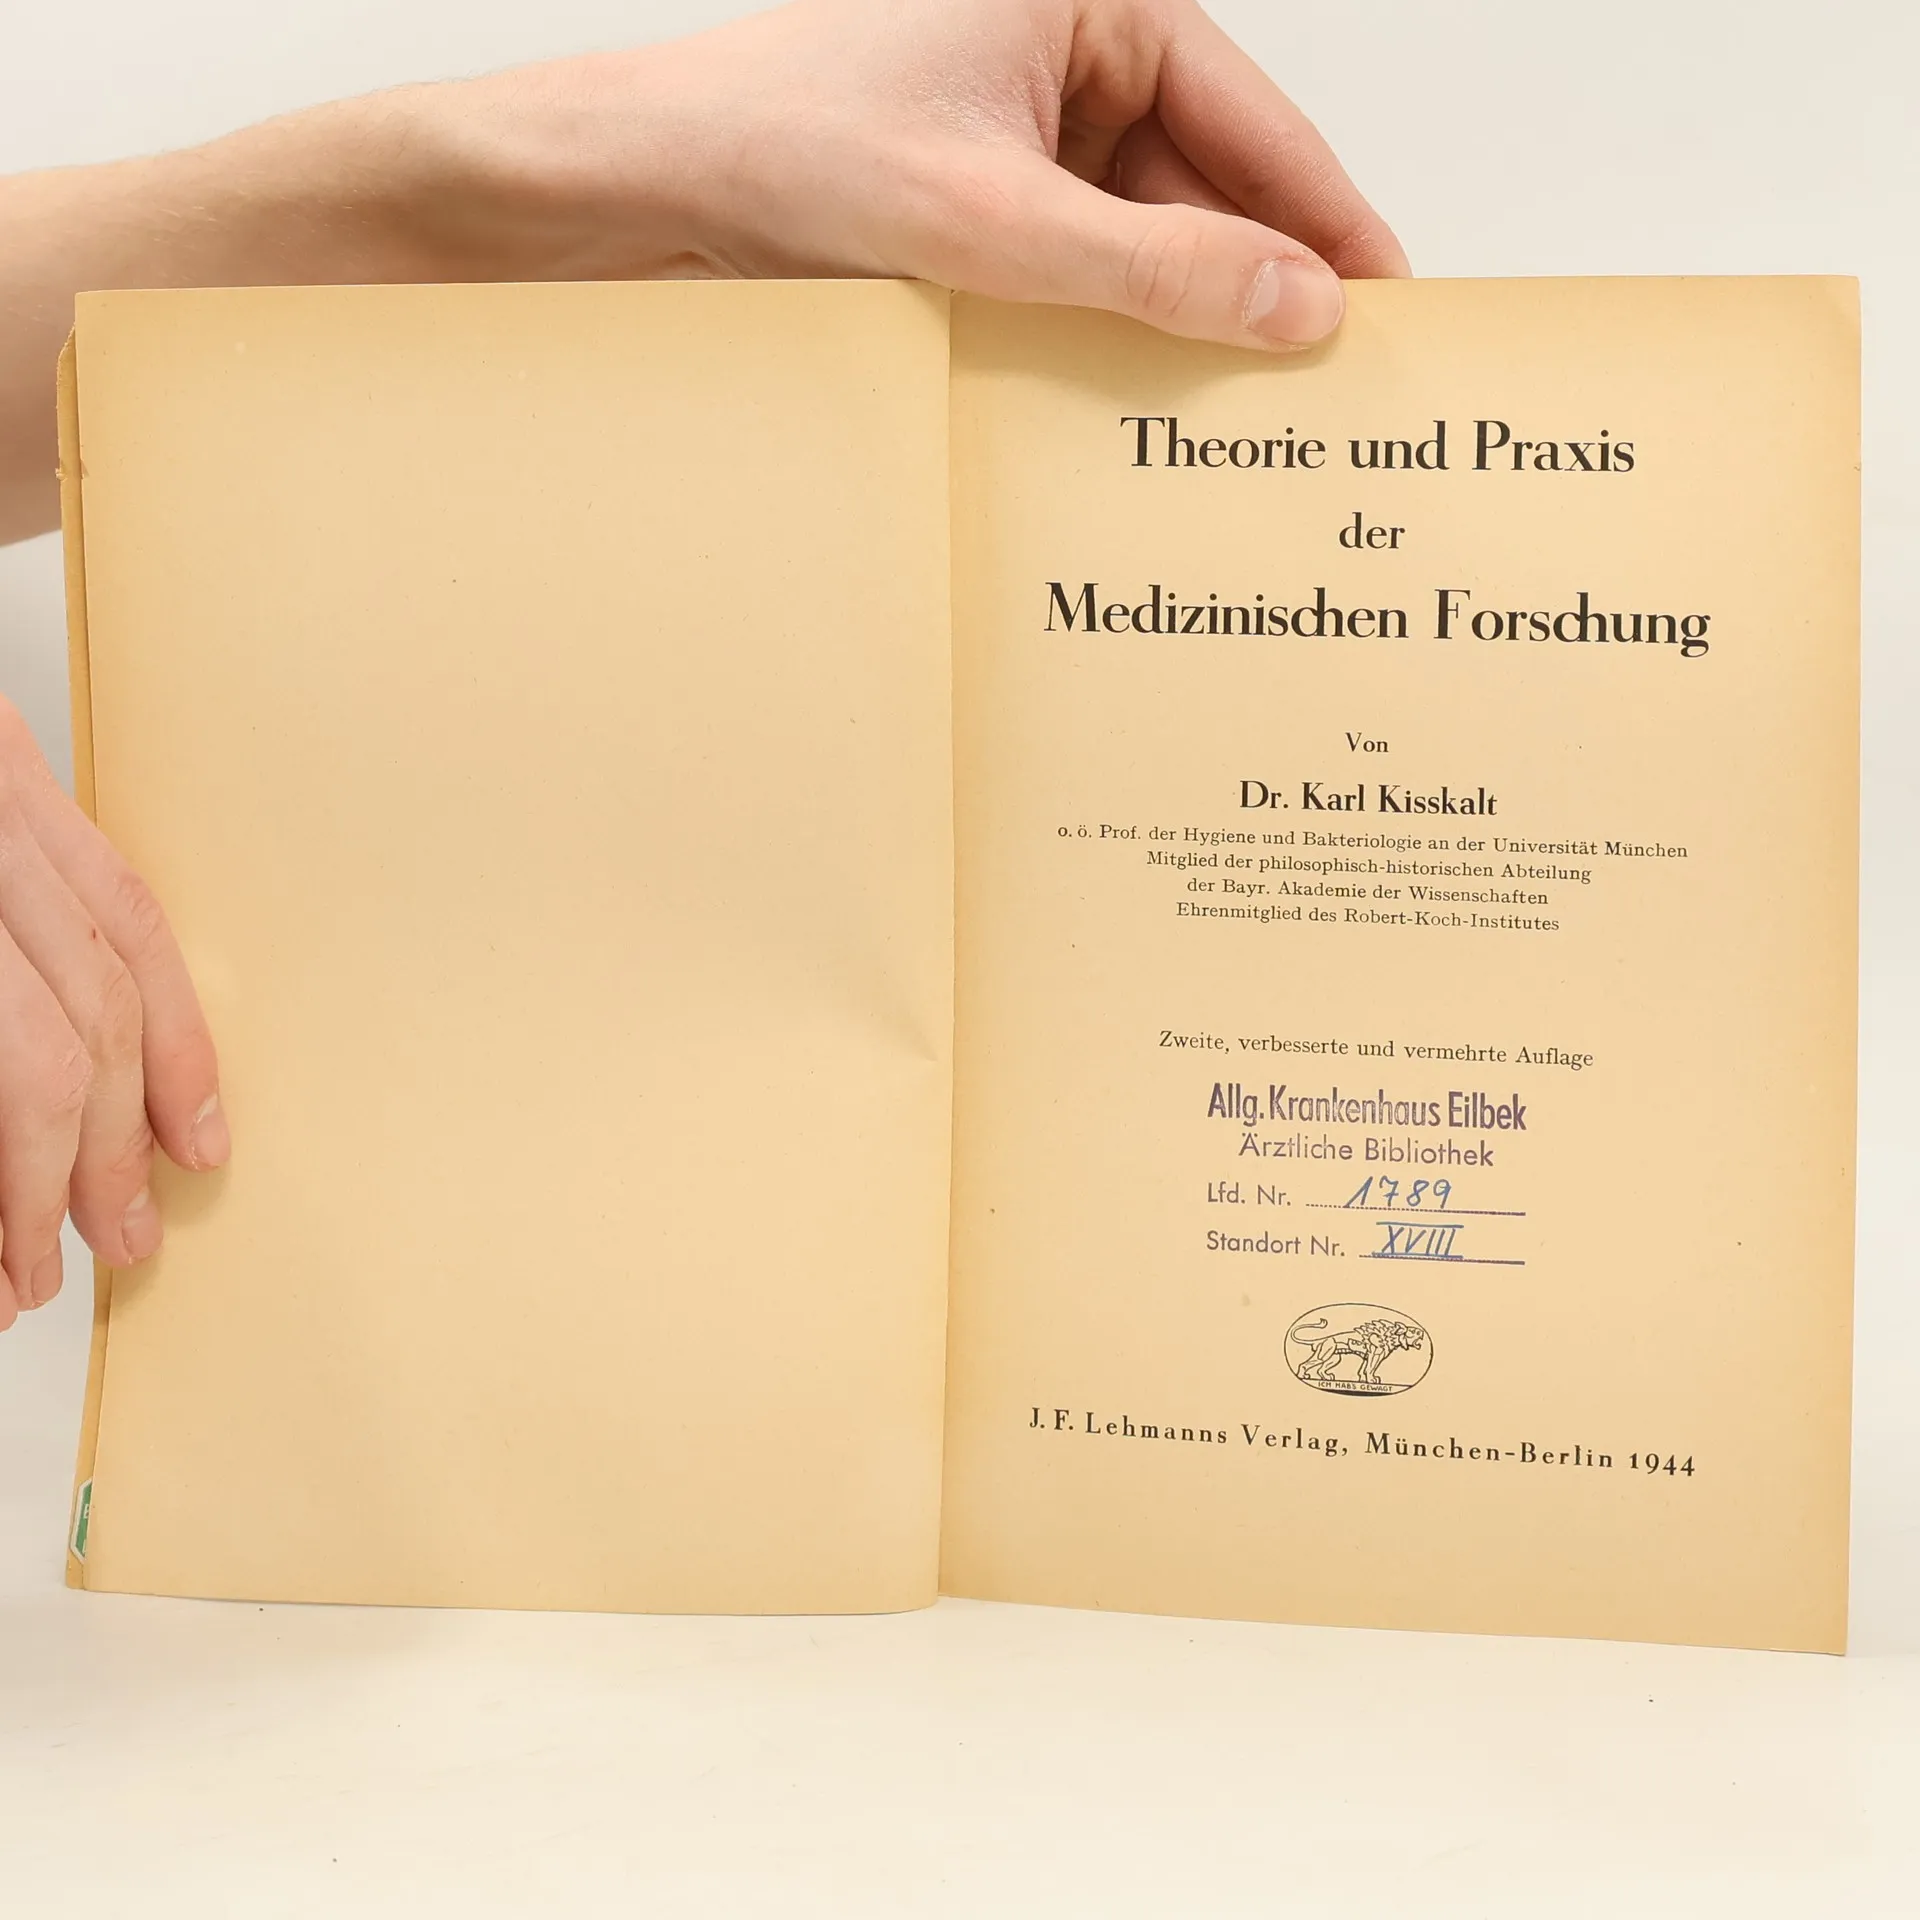 Theorie und Praxis
der
Medizinischen Forschung
Von
Dr. Karl Kisskalt
o. ö. Prof. der Hygiene und Bakteriologie an der Universität München
Mitglied der philosophisch-historischen Abteilung
der Bayr. Akademie der Wissenschaften
Ehrenmitglied des Robert-Koch-Institutes
Zweite, verbesserte und vermehrte Auflage
Allg. Krankenhaus Eilbek
Ärztliche Bibliothek
Lfd. Nr. 1789
Standort Nr. XVIII
ICH HABS GEWAGT
J. F. Lehmanns Verlag, München-Berlin 1944